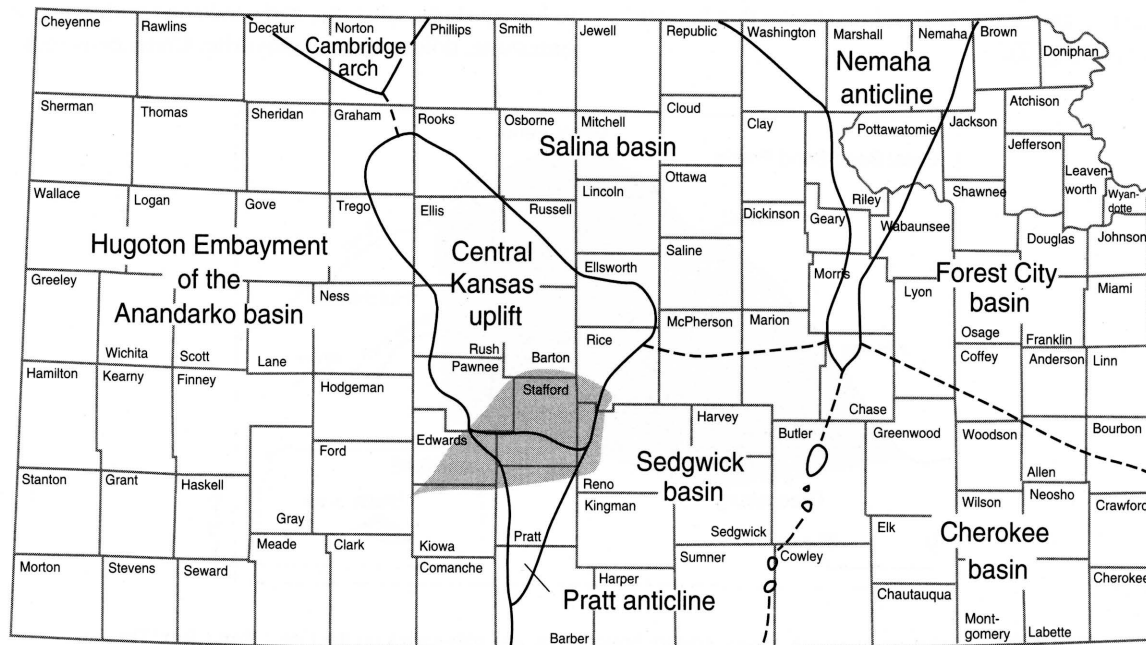 Cheyenne
Rawlins
Decatur
Norton
Phillips
Smith
Jewell
Republic
Washington
Marshall
Nemaha
Brown
Doniphan
Cambridge
arch
Nemaha
anticline
Sherman
Thomas
Sheridan
Graham
Rooks
Osborne
Mitchell
Cloud
Clay
Pottawatomie
Jackson
Atchison
Jefferson
Leaven-
worth
Wyan-
dotte
Salina basin
Wallace
Logan
Gove
Trego
Ellis
Russell
Lincoln
Ottawa
Dickinson
Geary
Riley
Wabaunsee
Shawnee
Douglas
Johnson
Hugoton Embayment
of the
Anandarko basin
Central
Kansas
uplift
Ellsworth
Saline
Morris
Lyon
Forest City
basin
Osage
Franklin
Miami
Greeley
Wichita
Scott
Lane
Ness
Rush
Barton
Rice
McPherson
Marion
Chase
Coffey
Anderson
Linn
Hamilton
Kearny
Finney
Hodgeman
Pawnee
Stafford
Edwards
Ford
Gray
Reno
Harvey
Sedgwick
basin
Butler
Greenwood
Woodson
Allen
Bourbon
Stanton
Grant
Haskell
Meade
Clark
Kiowa
Pratt
Kingman
Sedgwick
Elk
Wilson
Neosho
Crawford
Cherokee
basin
Morton
Stevens
Seward
Comanche
Barber
Harper
Pratt anticline
Sumner
Cowley
Chautauqua
Mont-
gomery
Labette
Cherokee